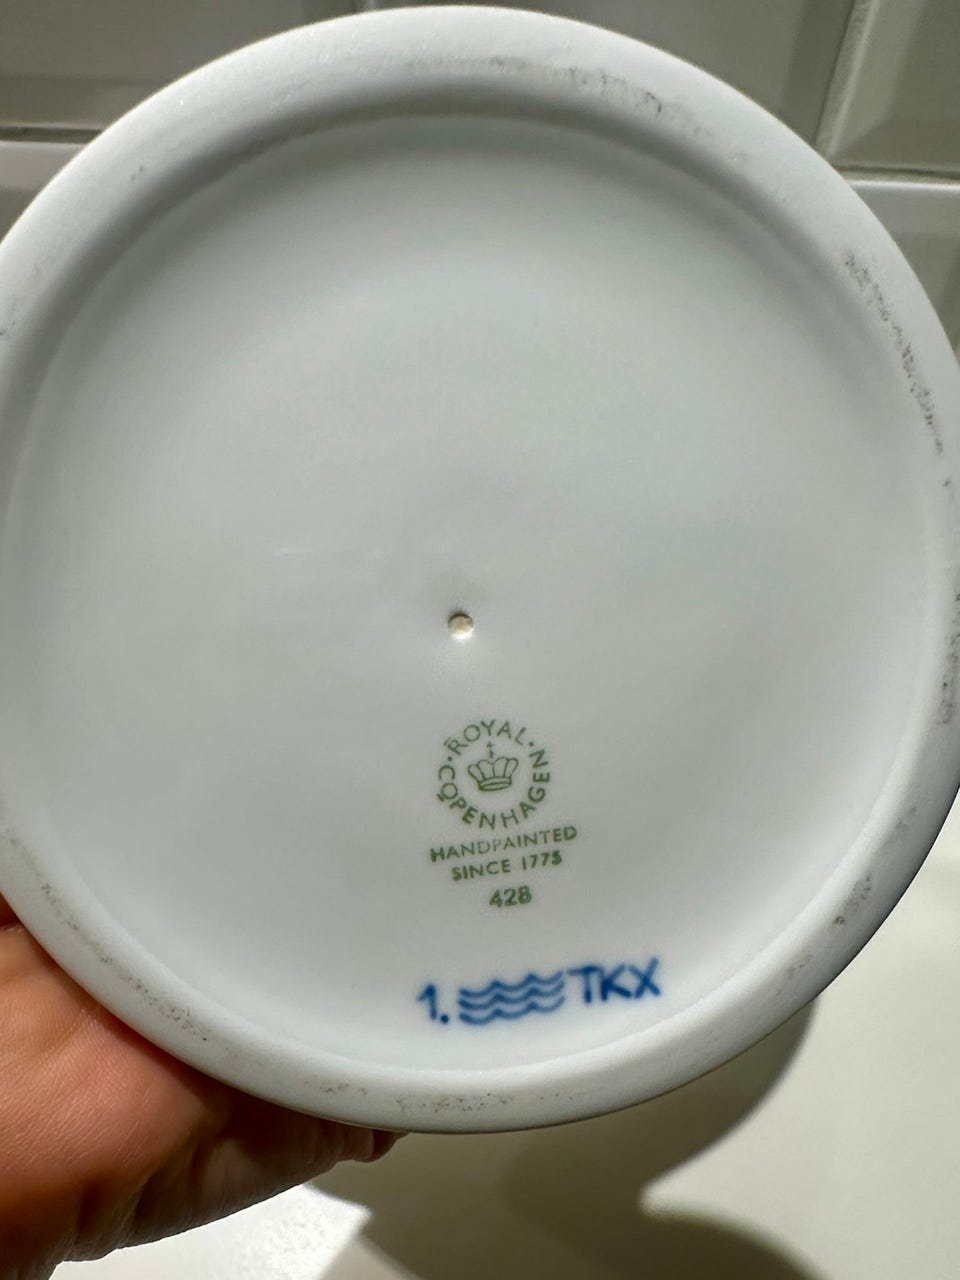 ROYAL · COPENHAGEN ·
HANDPAINTED
SINCE 1775
428
1. TKX